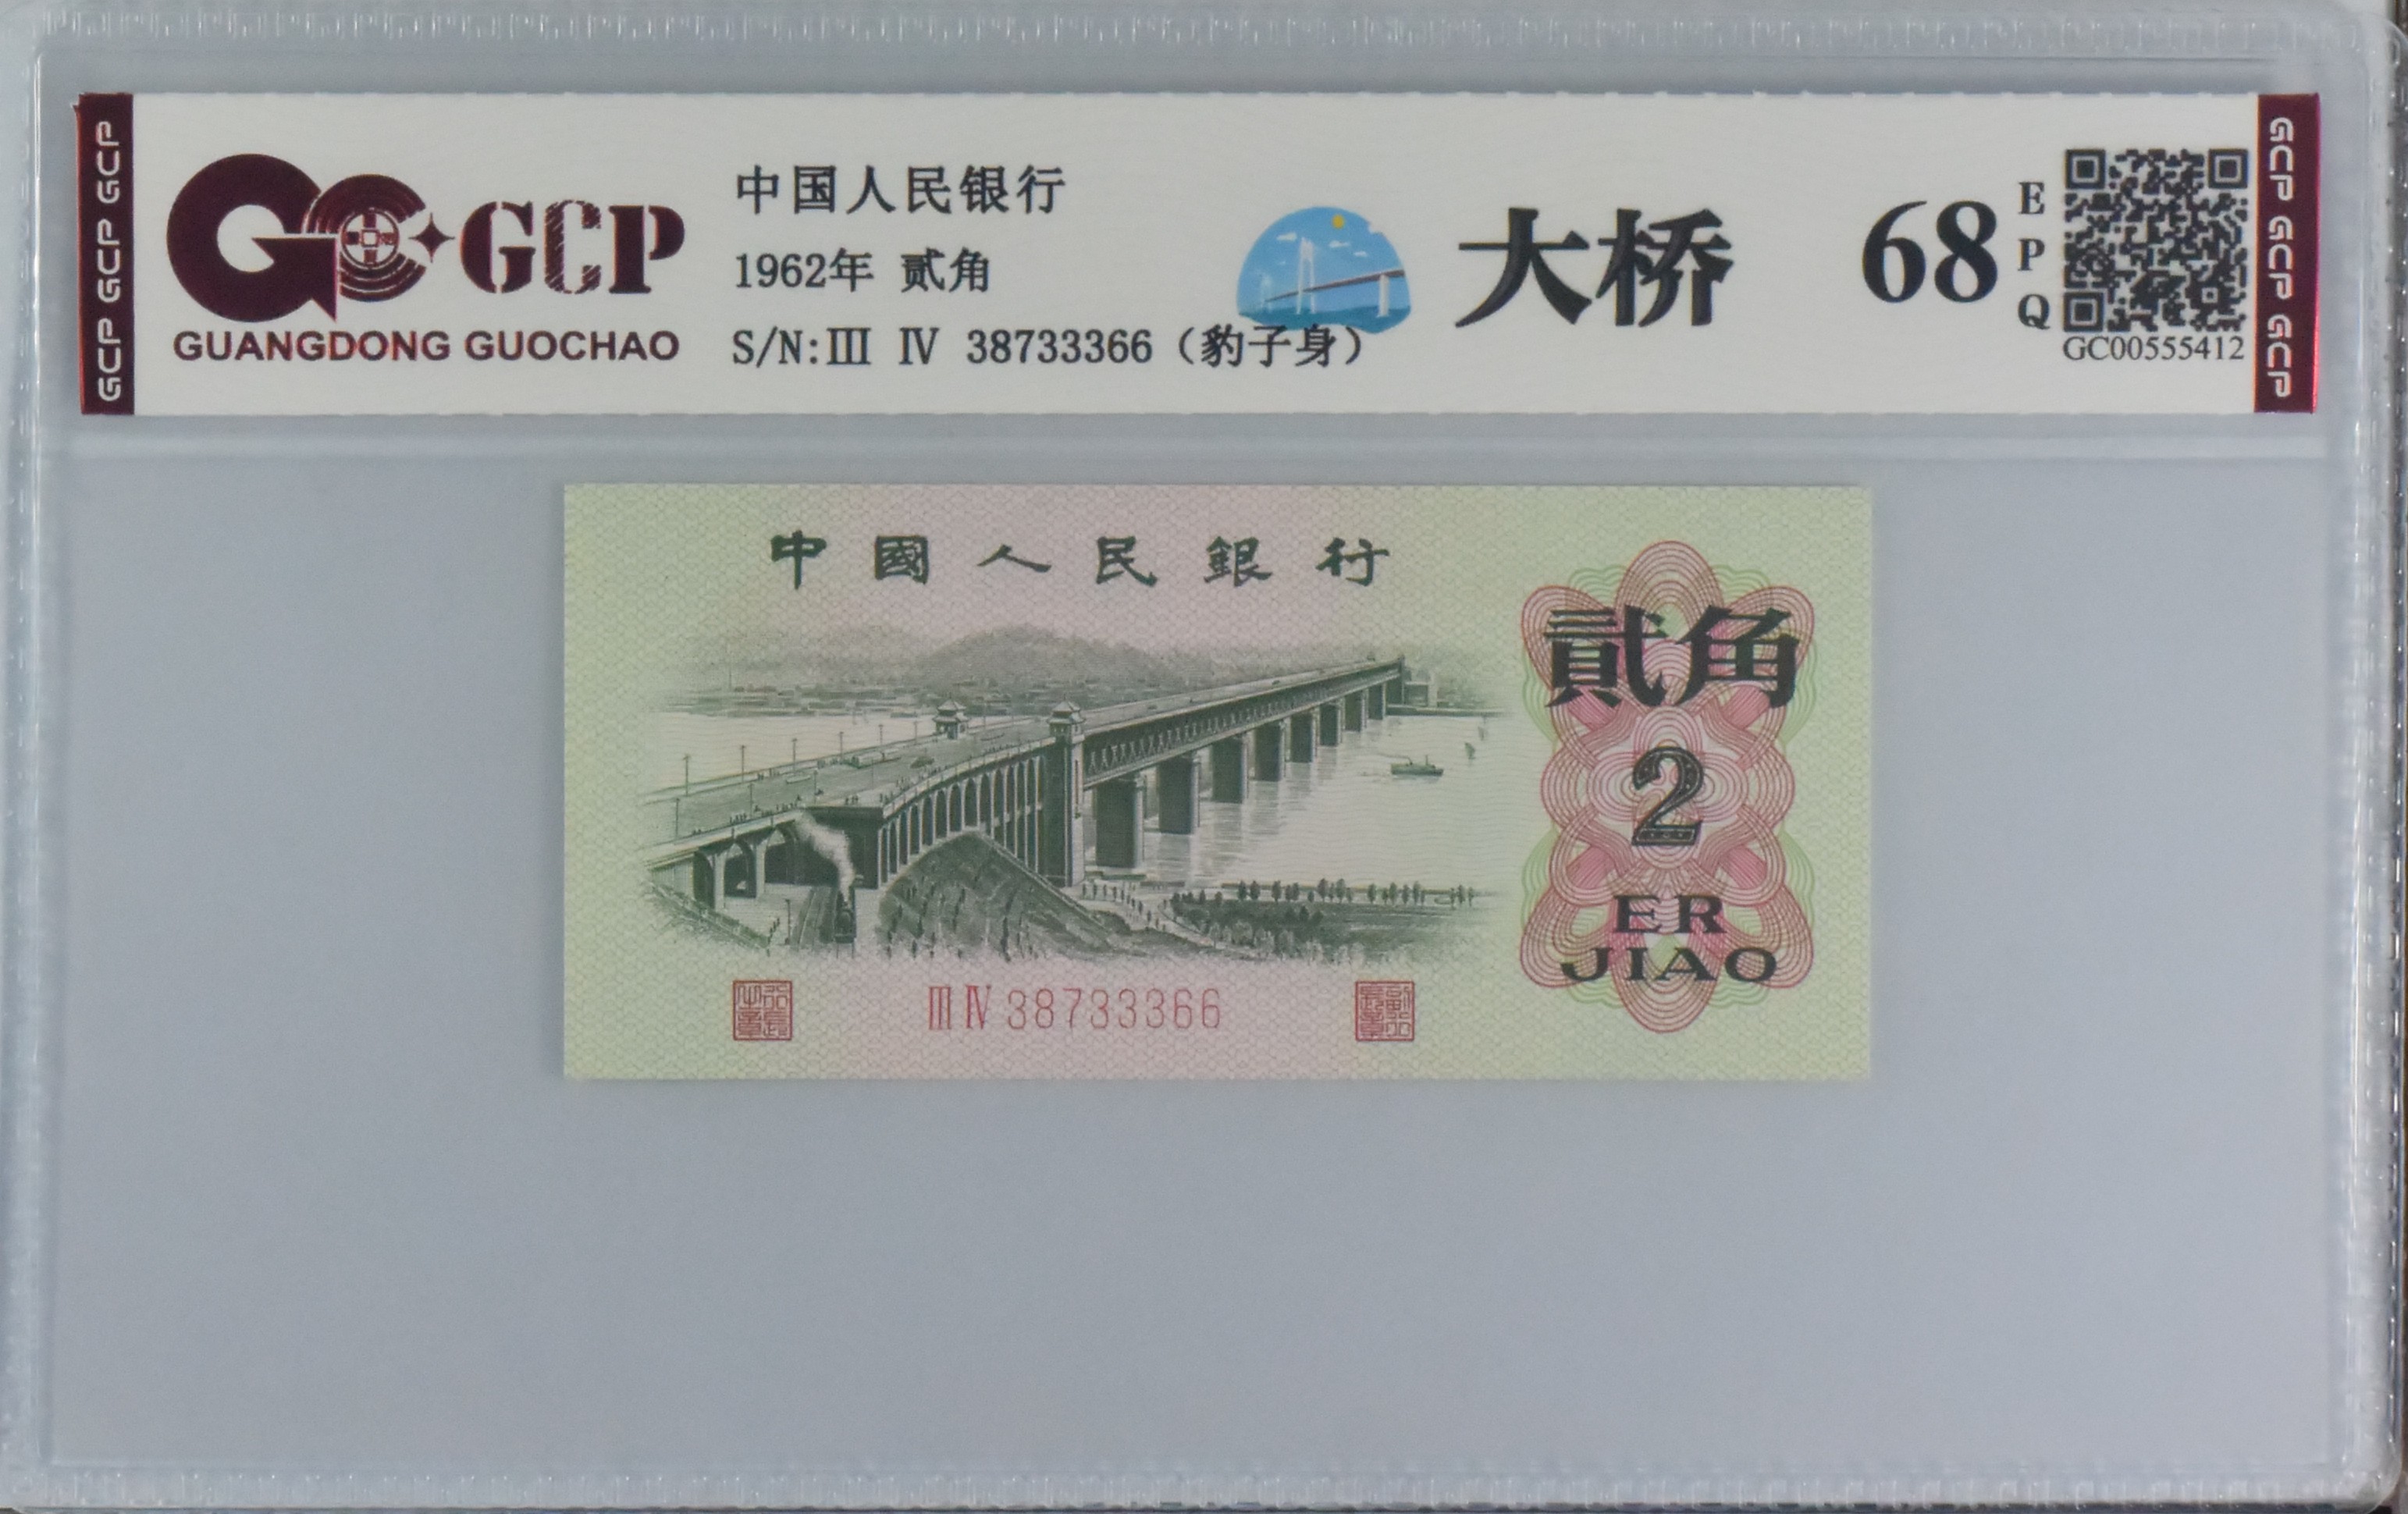 GCP GCP GCP
GCP
GUANGDONG GUOCHAO
中国人民银行
1962年 贰角
S/N:Ⅲ Ⅳ 38733366（豹子身）
大桥
68
E
P
Q
GC00555412
GCP GCP GCP
中國人民銀行
貳角
2
ER
JIAO
Ⅲ Ⅳ 38733366